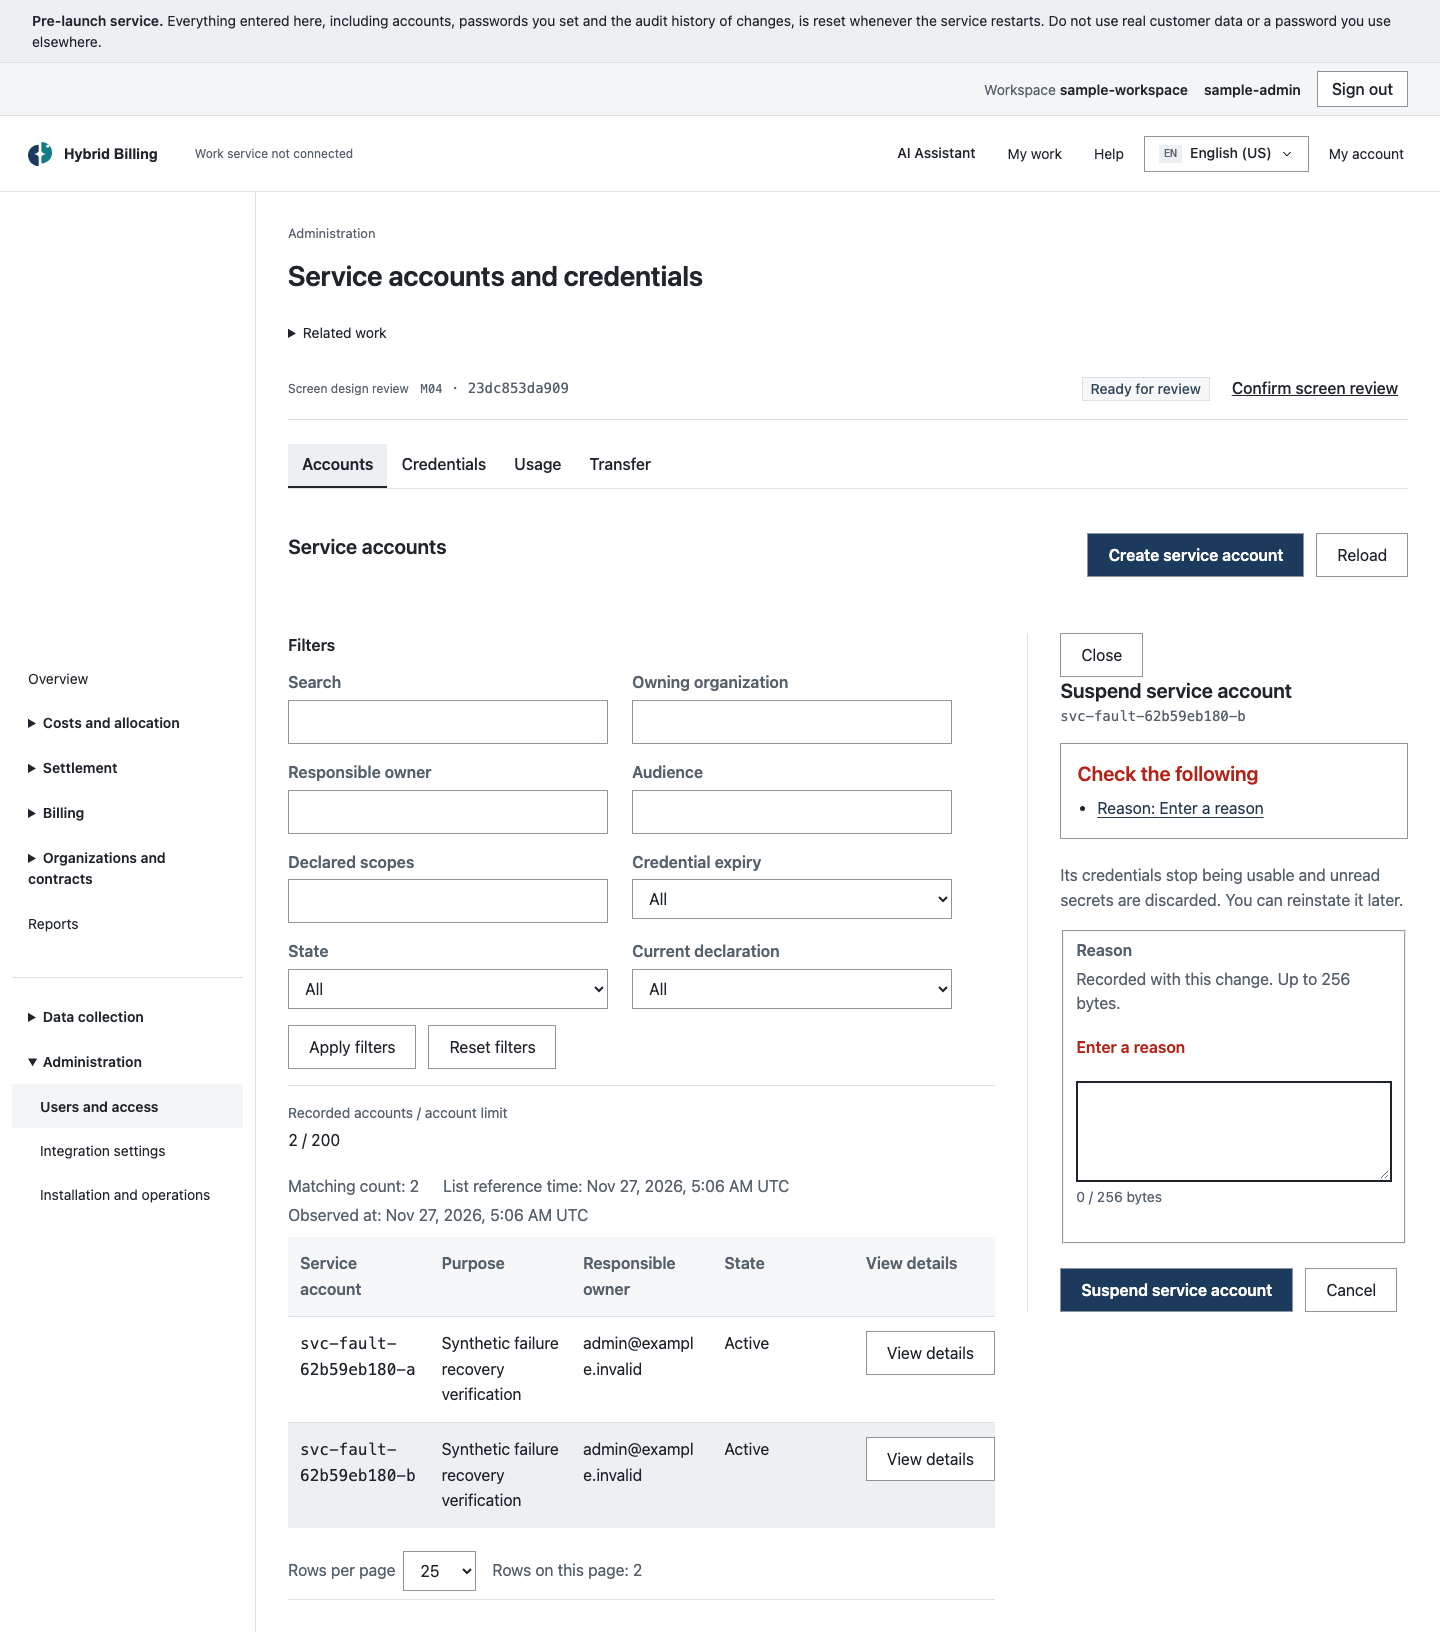 Pre-launch service. Everything entered here, including accounts, passwords you set and the audit history of changes, is reset whenever the service restarts. Do not use real customer data or a password you use
elsewhere.
Workspace sample-workspace sample-admin Sign out
Hybrid Billing Work service not connected AI Assistant My work Help EN English (US) My account
Administration
Service accounts and credentials
Related work
Screen design review M04 · 23dc853da909 Ready for review Confirm screen review
Accounts Credentials Usage Transfer
Service accounts Create service account Reload
Overview
Costs and allocation
Settlement
Billing
Organizations and
contracts
Reports
Data collection
Administration
Users and access
Integration settings
Installation and operations
Filters
Search Owning organization
Responsible owner Audience
Declared scopes Credential expiry
All
State Current declaration
All All
Apply filters Reset filters
Recorded accounts / account limit
2 / 200
Matching count: 2 List reference time: Nov 27, 2026, 5:06 AM UTC
Observed at: Nov 27, 2026, 5:06 AM UTC
Service Purpose Responsible State View details
account owner
svc-fault- Synthetic failure admin@exampl Active View details
62b59eb180-a recovery e.invalid
verification
svc-fault- Synthetic failure admin@exampl Active View details
62b59eb180-b recovery e.invalid
verification
Rows per page 25 Rows on this page: 2
Close
Suspend service account
svc-fault-62b59eb180-b
Check the following
Reason: Enter a reason
Its credentials stop being usable and unread
secrets are discarded. You can reinstate it later.
Reason
Recorded with this change. Up to 256
bytes.
Enter a reason
0 / 256 bytes
Suspend service account Cancel